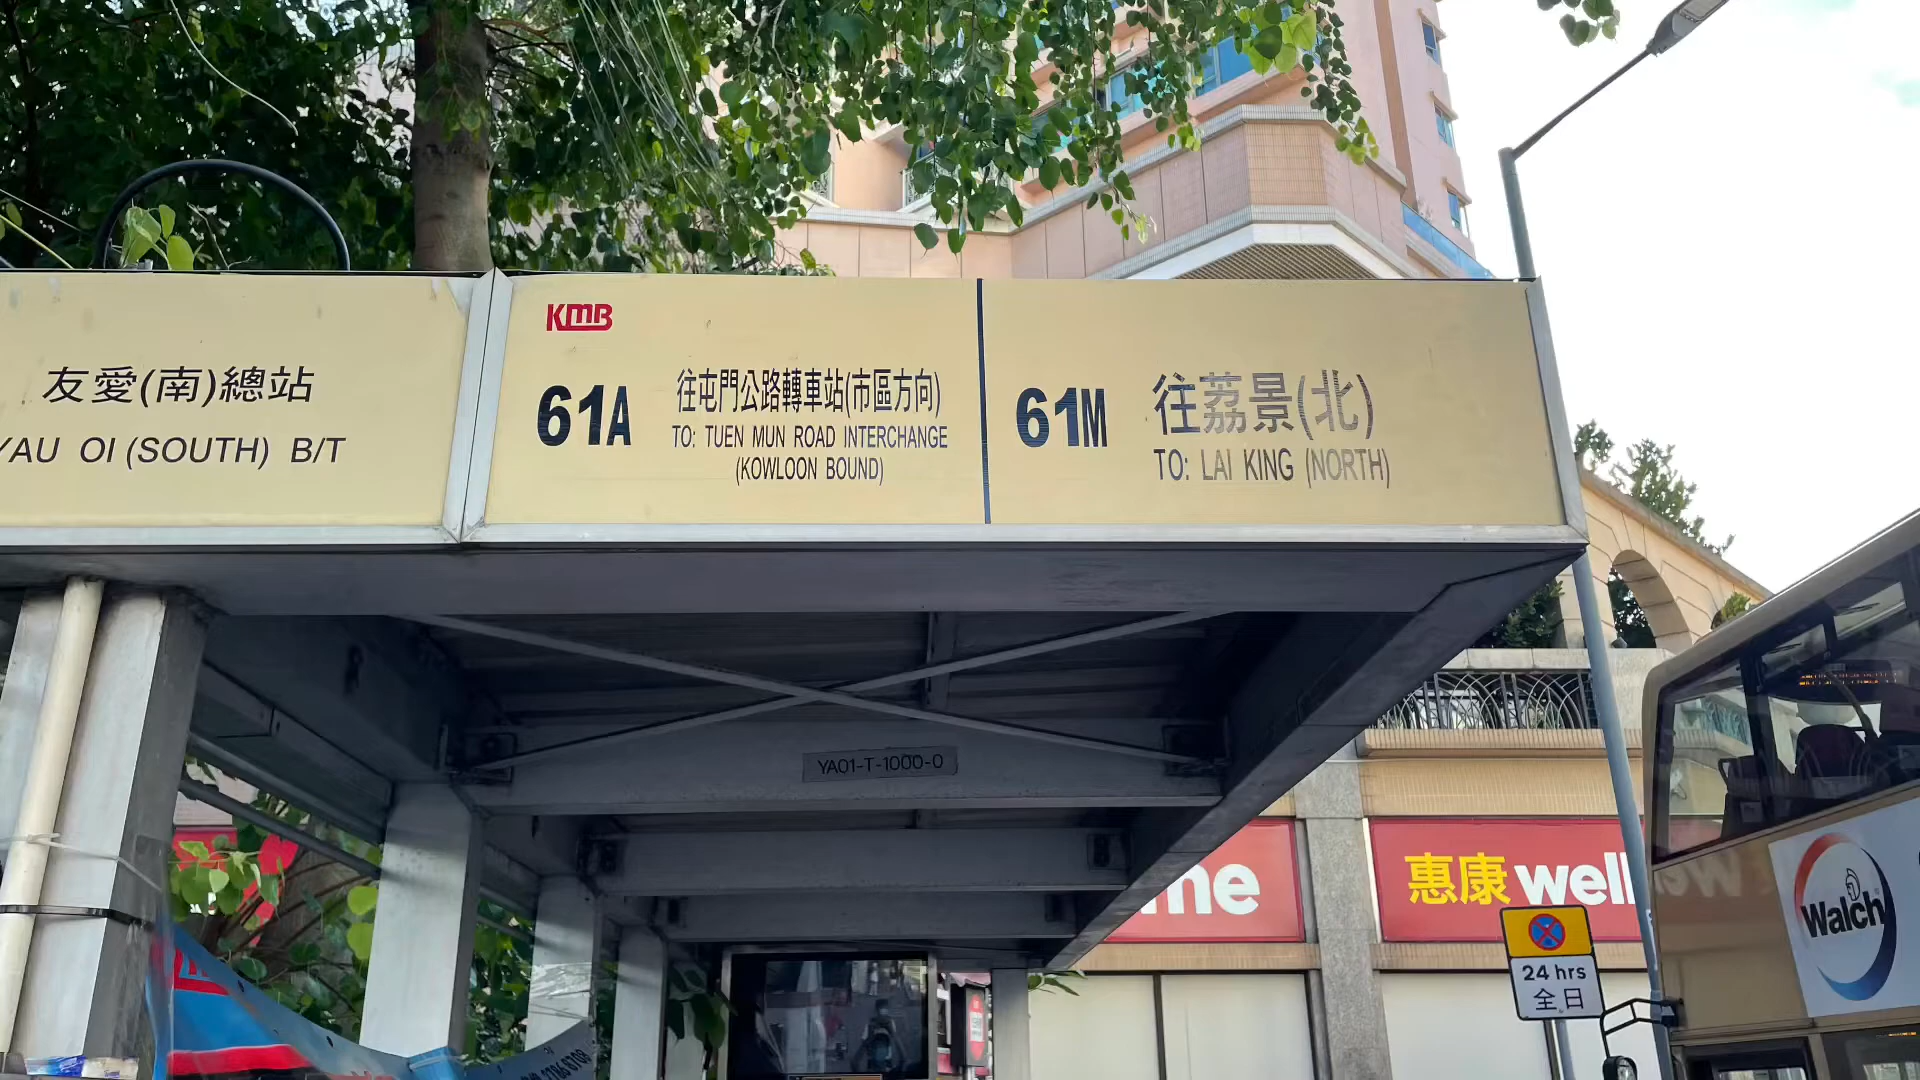 友愛(南)總站
YAU OI (SOUTH) B/T
KMB
61A
往屯門公路轉車站(市區方向)
TO: TUEN MUN ROAD INTERCHANGE
(KOWLOON BOUND)
61M
往荔景(北)
TO: LAI KING (NORTH)
YA01-T-1000-0
me
惠康 well
24 hrs
全日
Walch